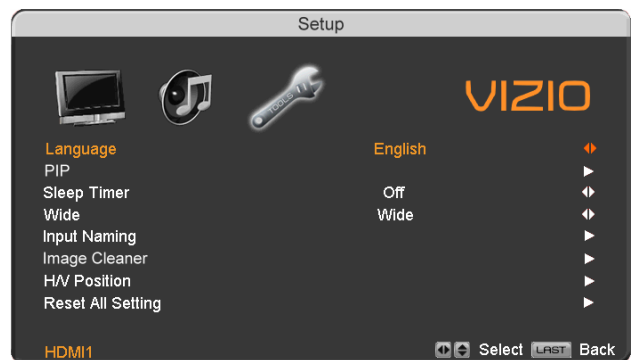 Setup
TOOLS
VIZIO
Language English
PIP
Sleep Timer Off
Wide Wide
Input Naming
Image Cleaner
H/V Position
Reset All Setting
HDMI1 Select LAST Back